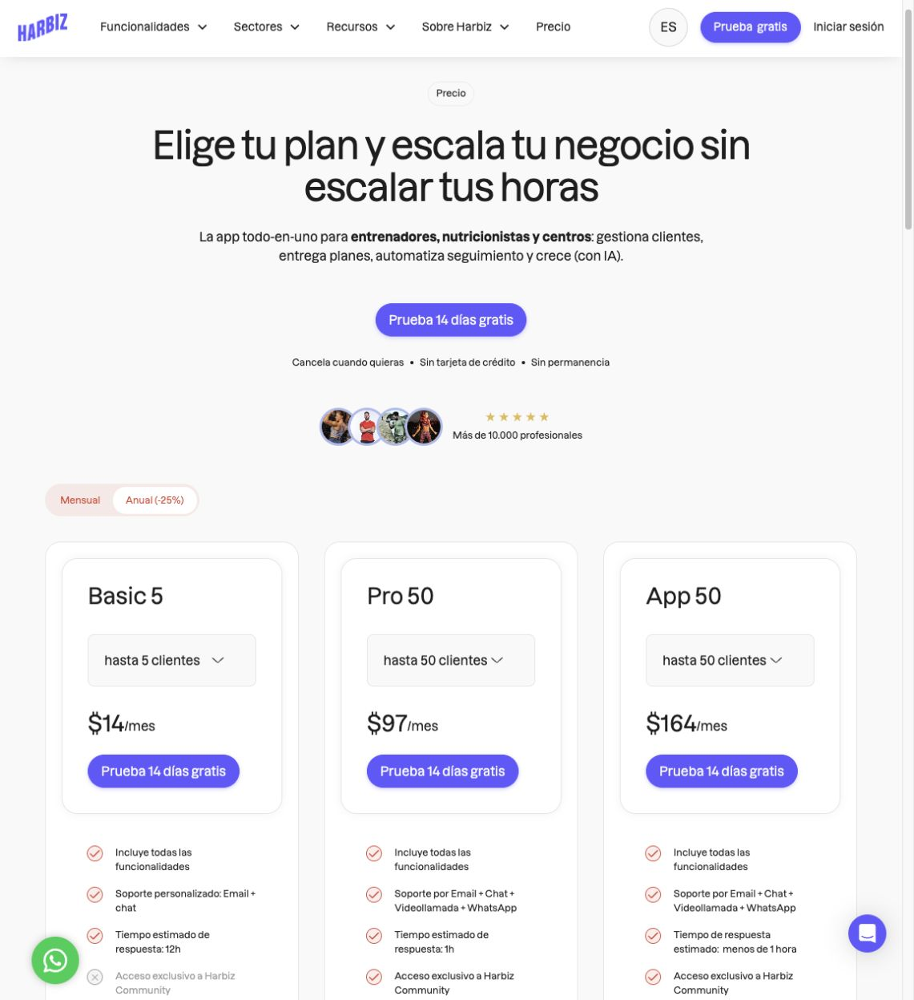 HARBIZ
Funcionalidades
Sectores
Recursos
Sobre Harbiz
Precio
ES
Prueba gratis
Iniciar sesión
Precio
Elige tu plan y escala tu negocio sin
escalar tus horas
La app todo-en-uno para entrenadores, nutricionistas y centros: gestiona clientes,
entrega planes, automatiza seguimiento y crece (con IA).
Prueba 14 días gratis
Cancela cuando quieras • Sin tarjeta de crédito • Sin permanencia
Más de 10.000 profesionales
Mensual
Anual (-25%)
Basic 5
hasta 5 clientes
$14/mes
Prueba 14 días gratis
Incluye todas las
funcionalidades
Soporte personalizado: Email +
chat
Tiempo estimado de
respuesta: 12h
Acceso exclusivo a Harbiz
Community
Pro 50
hasta 50 clientes
$97/mes
Prueba 14 días gratis
Incluye todas las
funcionalidades
Soporte por Email + Chat +
Videollamada + WhatsApp
Tiempo estimado de
respuesta: 1h
Acceso exclusivo a Harbiz
Community
App 50
hasta 50 clientes
$164/mes
Prueba 14 días gratis
Incluye todas las
funcionalidades
Soporte por Email + Chat +
Videollamada + WhatsApp
Tiempo de respuesta
estimado: menos de 1 hora
Acceso exclusivo a Harbiz
Community